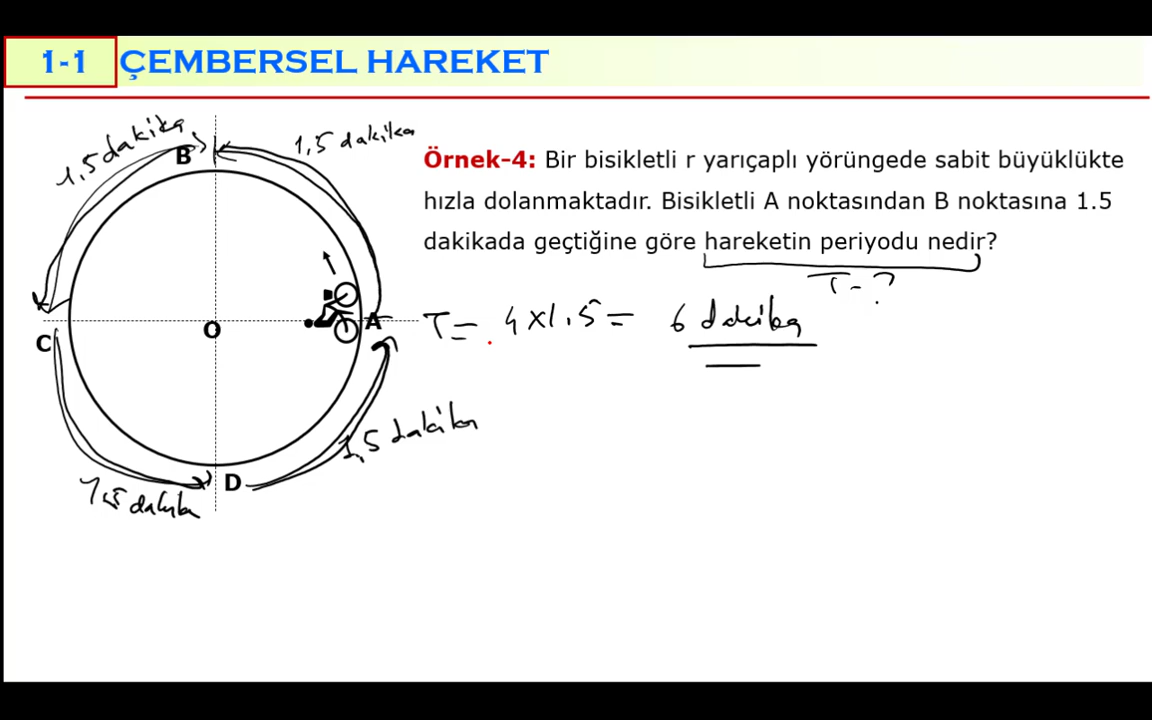 1-1 ÇEMBERSEL HAREKET
1,5 dakika
B
1,5 dakika
Örnek-4: Bir bisikletli r yarıçaplı yörüngede sabit büyüklükte
hızla dolanmaktadır. Bisikletli A noktasından B noktasına 1.5
dakikada geçtiğine göre hareketin periyodu nedir?
T = ?
C
O
A
T = 4x1.5 = 6 dakika
1,5 dakika
D
1,5 dakika